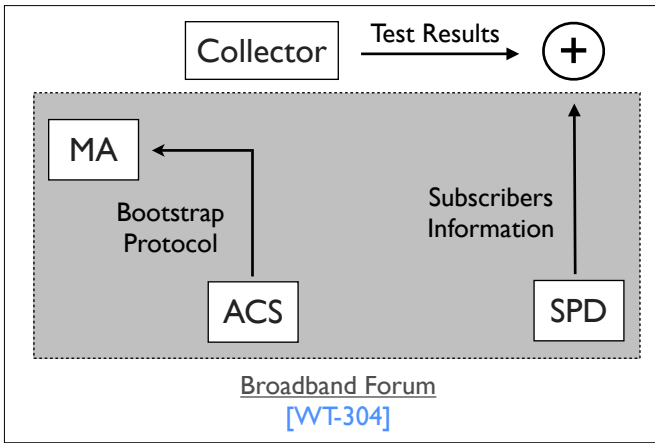 Collector
Test Results
+
MA
Bootstrap
Protocol
Subscribers
Information
ACS
SPD
Broadband Forum
[WT-304]